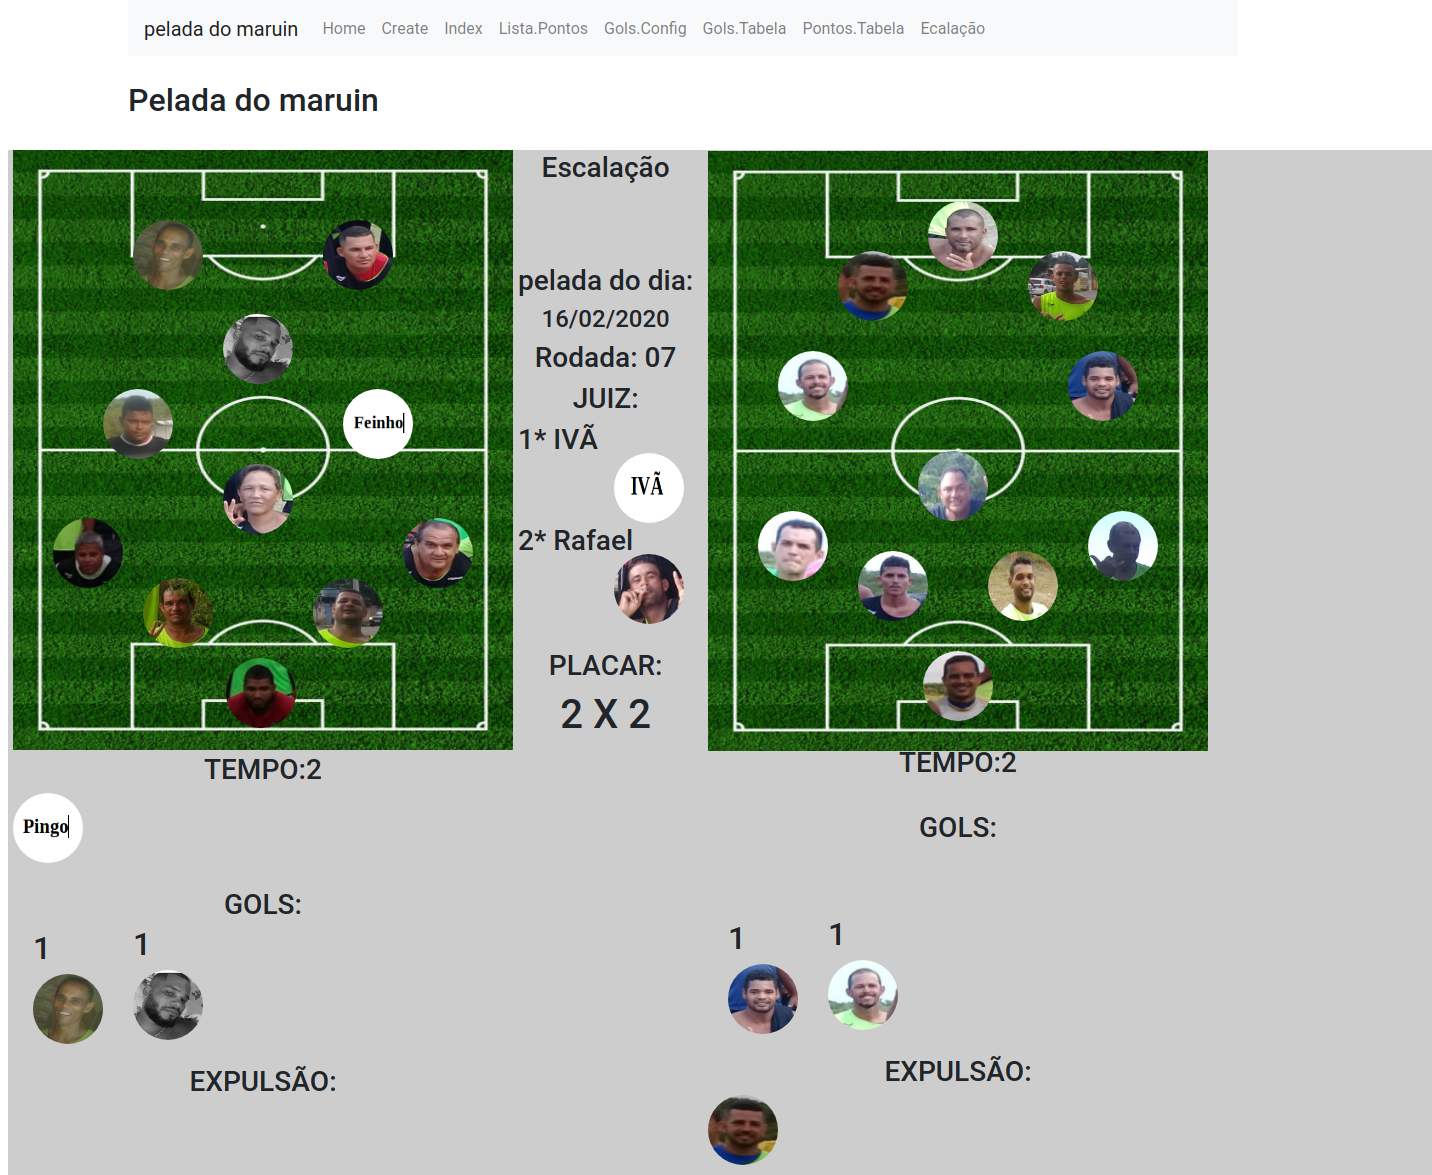 pelada do maruin Home Create Index Lista.Pontos Gols.Config Gols.Tabela Pontos.Tabela Ecalação
Pelada do maruin
Escalação
pelada do dia:
16/02/2020
Rodada: 07
JUIZ:
1* IVÃ
IVÃ
2* Rafael
PLACAR:
2 X 2
Feinho
TEMPO:2
Pingo
GOLS:
1 1
EXPULSÃO:
TEMPO:2
GOLS:
1 1
EXPULSÃO: